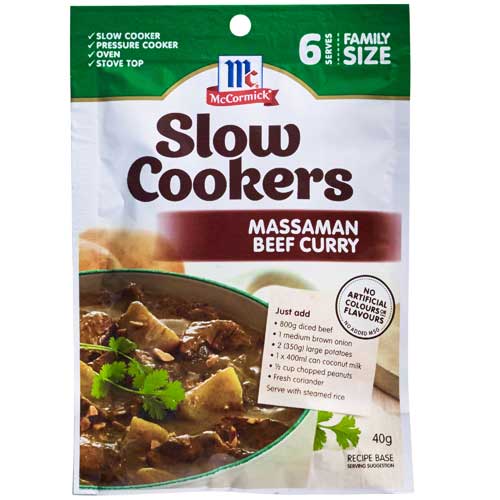 ✓ SLOW COOKER
✓ PRESSURE COOKER
✓ OVEN
✓ STOVE TOP
6 SERVES
FAMILY
SIZE
Mc
McCormick®
Slow
Cookers
MASSAMAN
BEEF CURRY
NO
ARTIFICIAL
COLOURS OR
FLAVOURS
NO ADDED MSG
Just add
• 800g diced beef
• 1 medium brown onion
• 2 (350g) large potatoes
• 1 x 400ml can coconut milk
• ½ cup chopped peanuts
• Fresh coriander
Serve with steamed rice
40g
RECIPE BASE
SERVING SUGGESTION